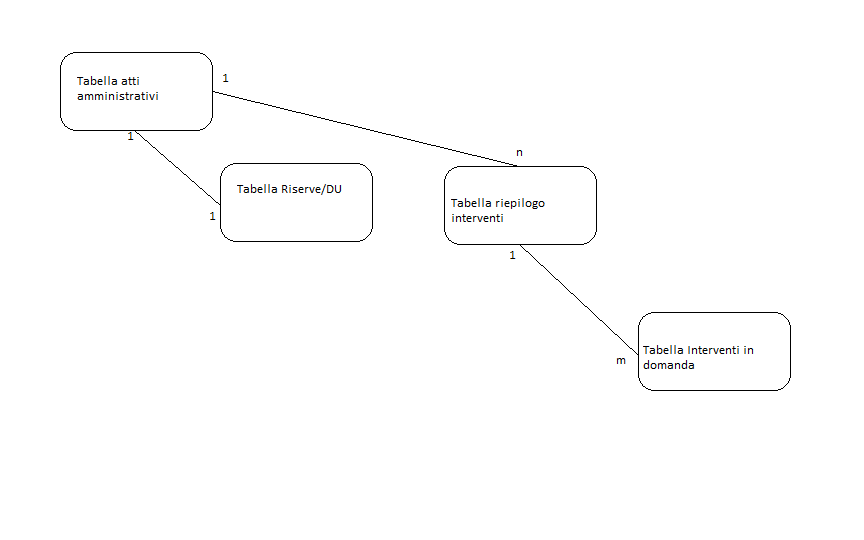 Tabella atti
amministrativi
1
1
n
Tabella Riserve/DU
1
Tabella riepilogo
interventi
1
Tabella Interventi in
domanda
m